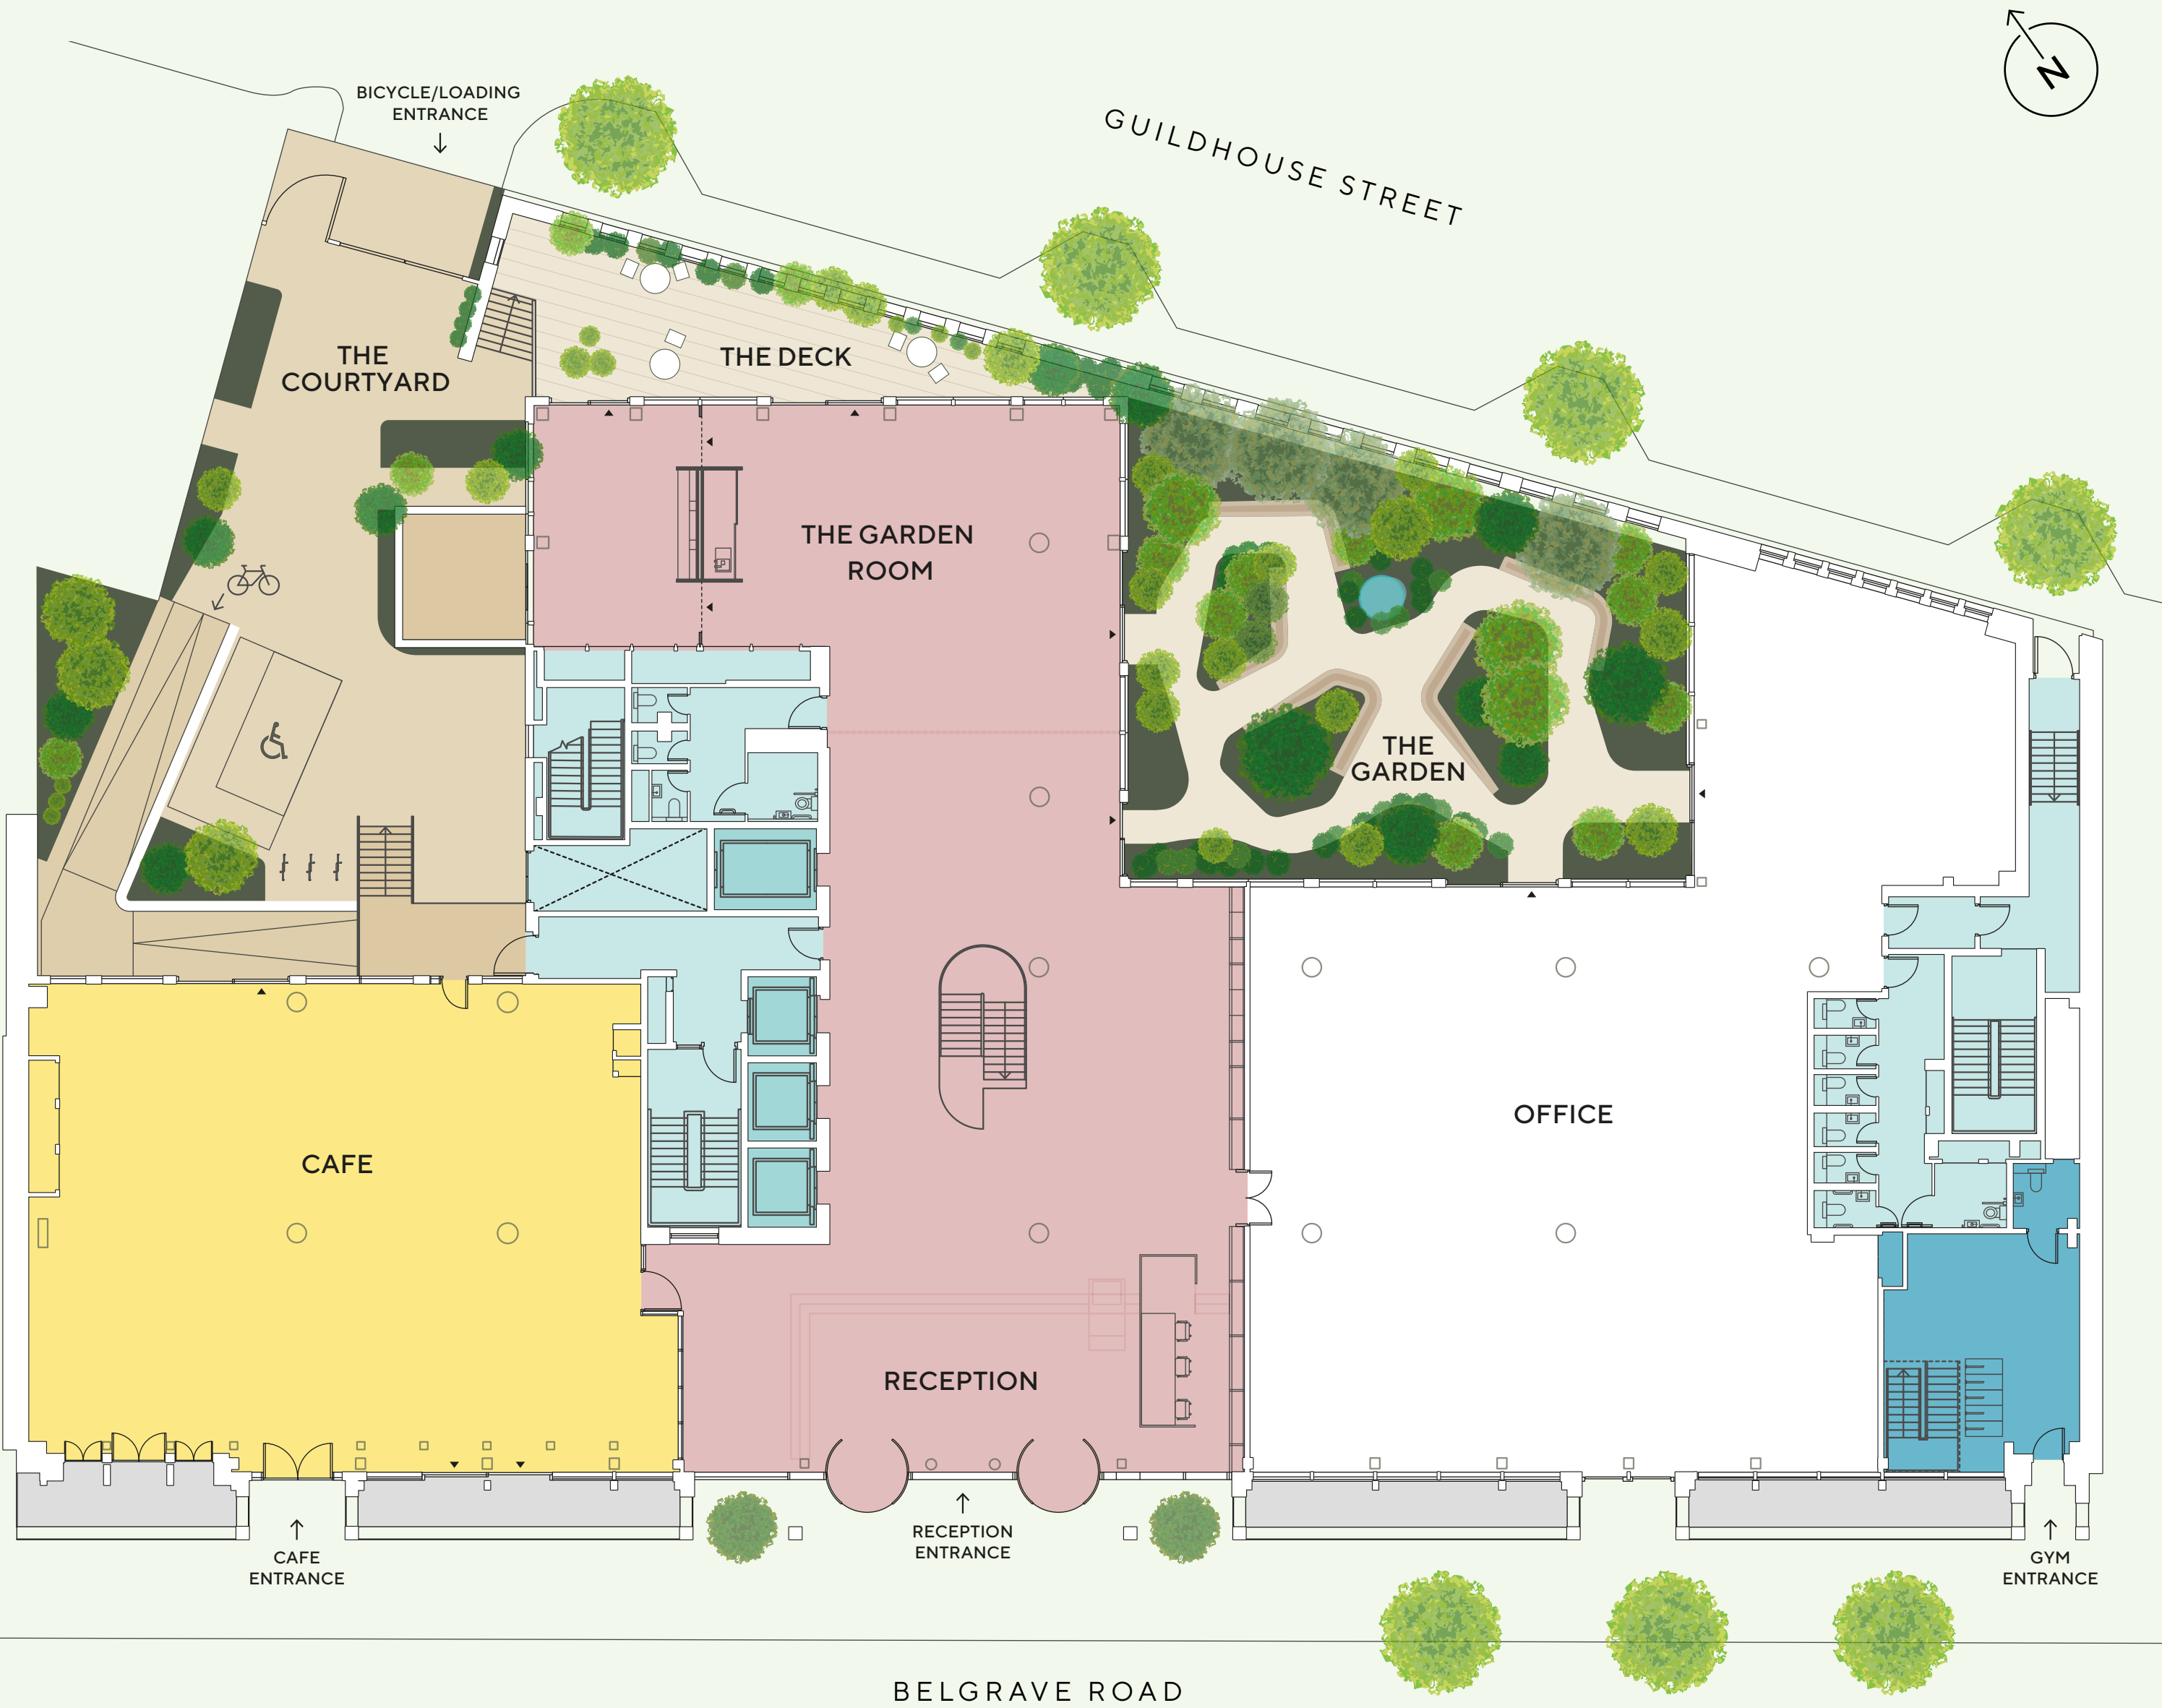 N
BICYCLE/LOADING
ENTRANCE
GUILDHOUSE STREET
THE
COURTYARD
THE DECK
THE GARDEN
ROOM
THE
GARDEN
OFFICE
CAFE
RECEPTION
RECEPTION
ENTRANCE
CAFE
ENTRANCE
GYM
ENTRANCE
BELGRAVE ROAD